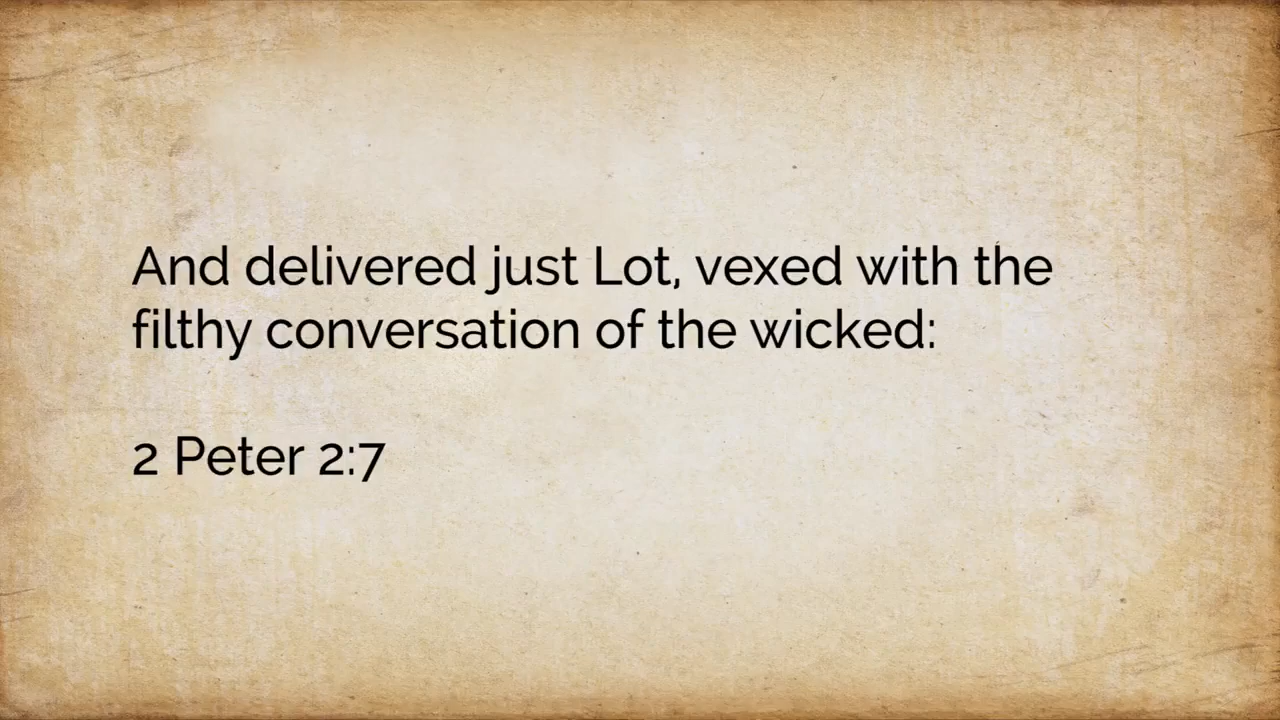 And delivered just Lot, vexed with the
filthy conversation of the wicked:
2 Peter 2:7